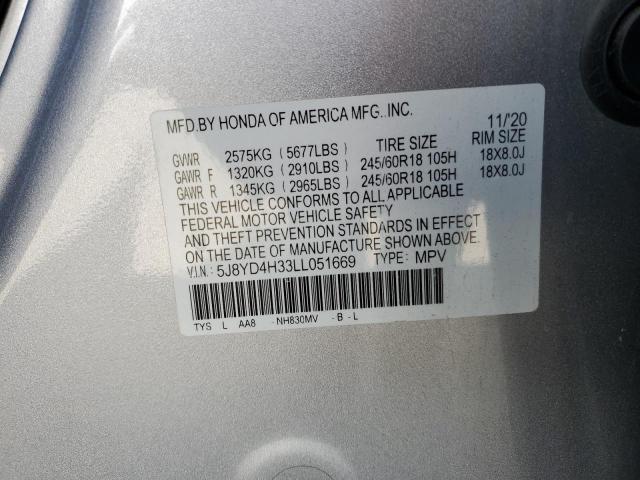 MFD.BY HONDA OF AMERICA MFG.,INC. 11/'20
GVWR 2575KG (5677LBS) TIRE SIZE RIM SIZE
GAWR F 1320KG (2910LBS) 245/60R18 105H 18X8.0J
GAWR R 1345KG (2965LBS) 245/60R18 105H 18X8.0J
THIS VEHICLE CONFORMS TO ALL APPLICABLE
FEDERAL MOTOR VEHICLE SAFETY
AND THEFT PREVENTION STANDARDS IN EFFECT
ON THE DATE OF MANUFACTURE SHOWN ABOVE.
V.I.N: 5J8YD4H33LL051669 TYPE: MPV
TYS L AA8 NH830MV -B-L